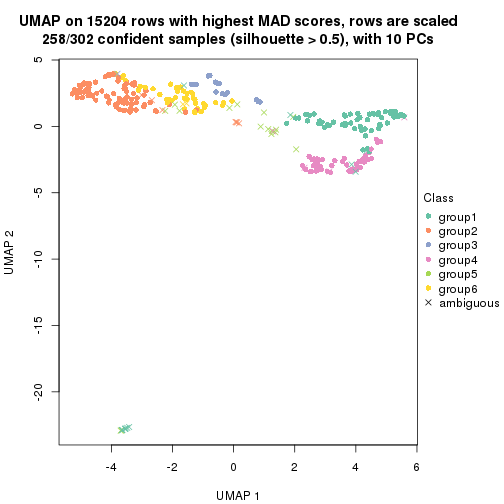 UMAP on 15204 rows with highest MAD scores, rows are scaled
258/302 confident samples (silhouette > 0.5), with 10 PCs
5
0
-5
-10
-15
-20
UMAP 2
-4
-2
0
2
4
6
UMAP 1
Class
group1
group2
group3
group4
group5
group6
ambiguous